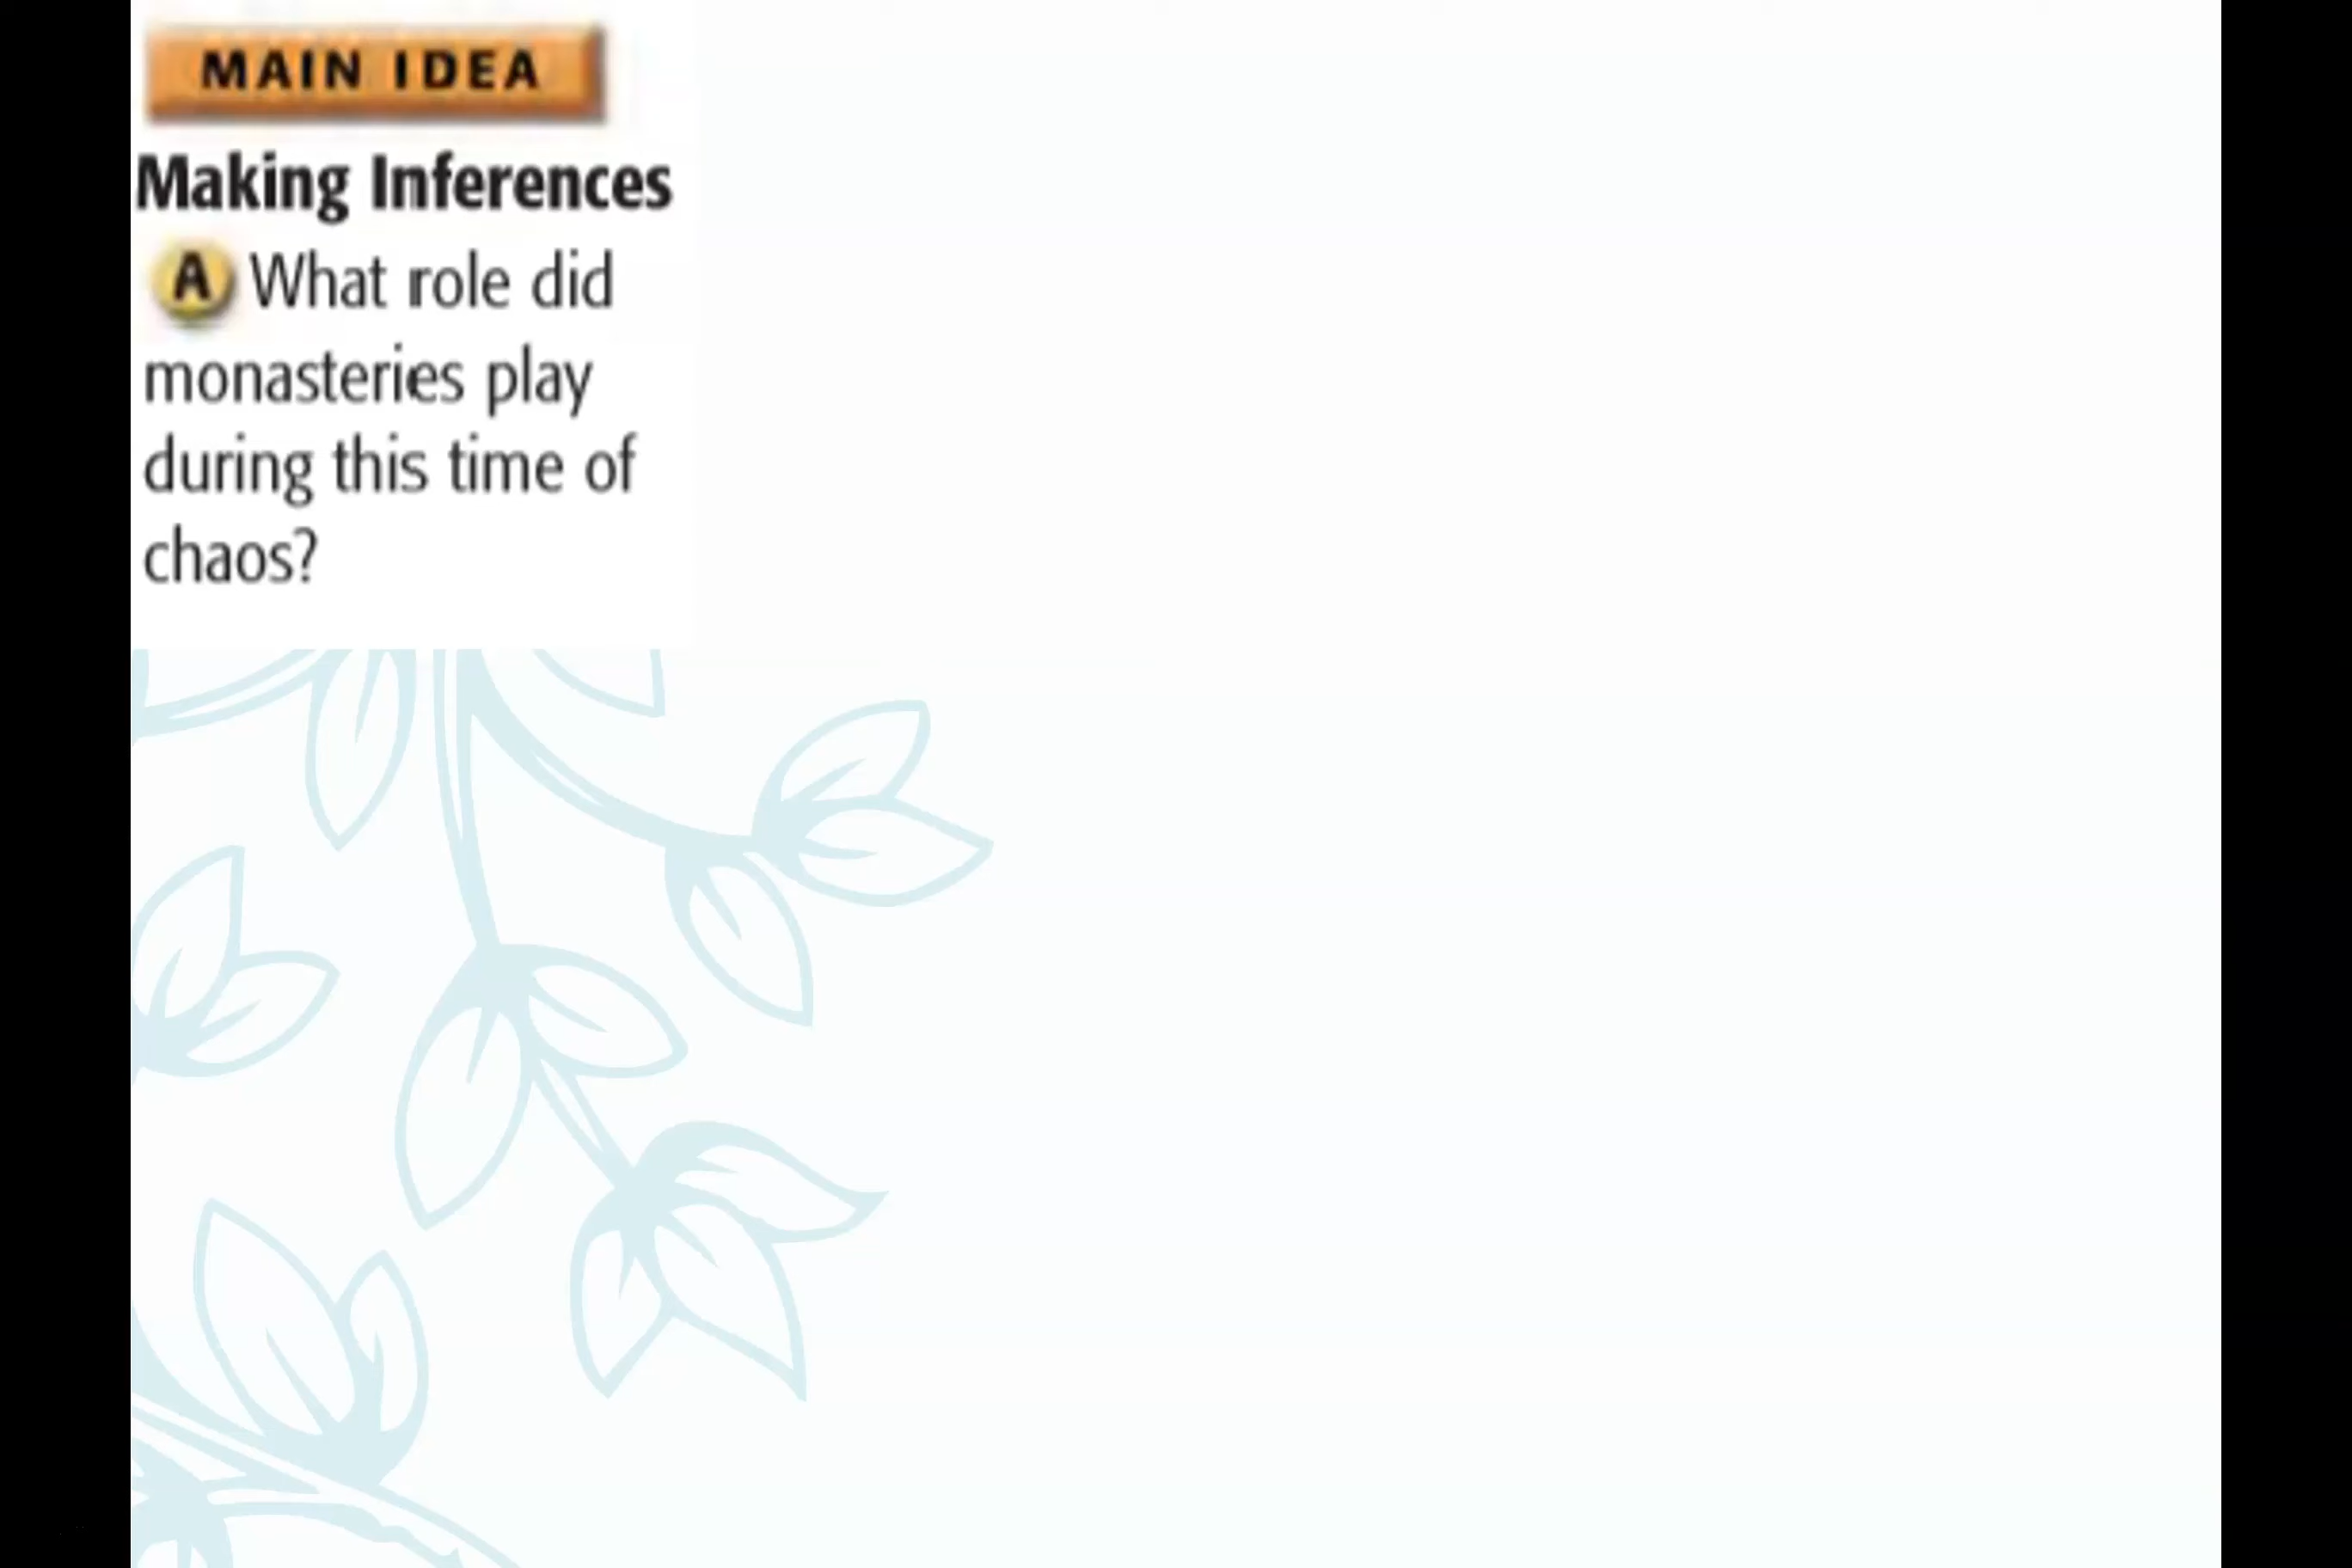 MAIN IDEA
Making Inferences
A What role did
monasteries play
during this time of
chaos?